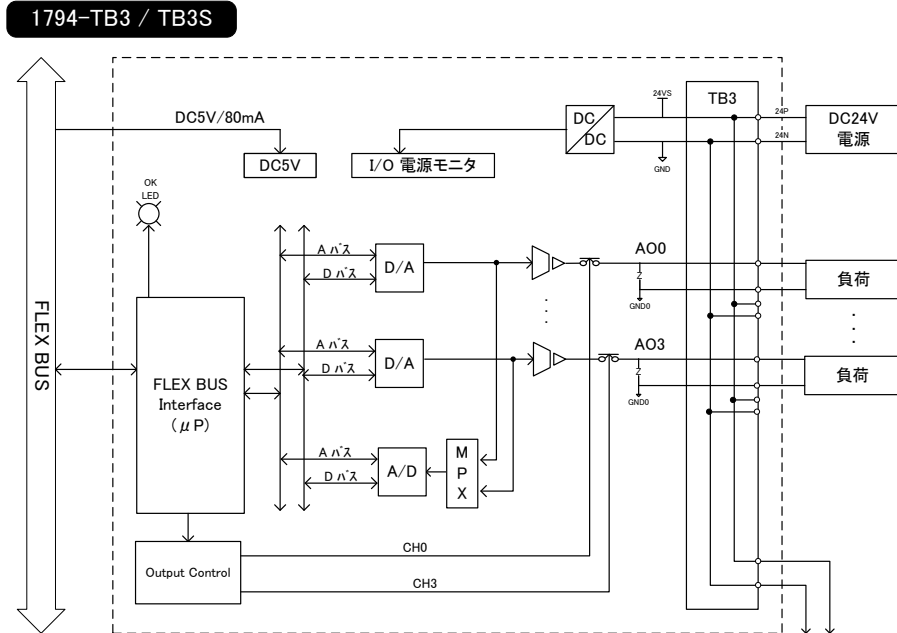 1794-TB3 / TB3S
24VS
TB3
24P
DC5V/80mA
DC
DC24V
DC
24N
電源
DC5V
I/O 電源モニタ
GND
OK
LED
A バス
AO0
D/A
D バス
負荷
GND0
FLEX BUS
A バス
AO3
D/A
D バス
負荷
GND0
FLEX BUS
Interface
(μP)
A バス
A/D
D バス
M
P
X
CH0
Output Control
CH3